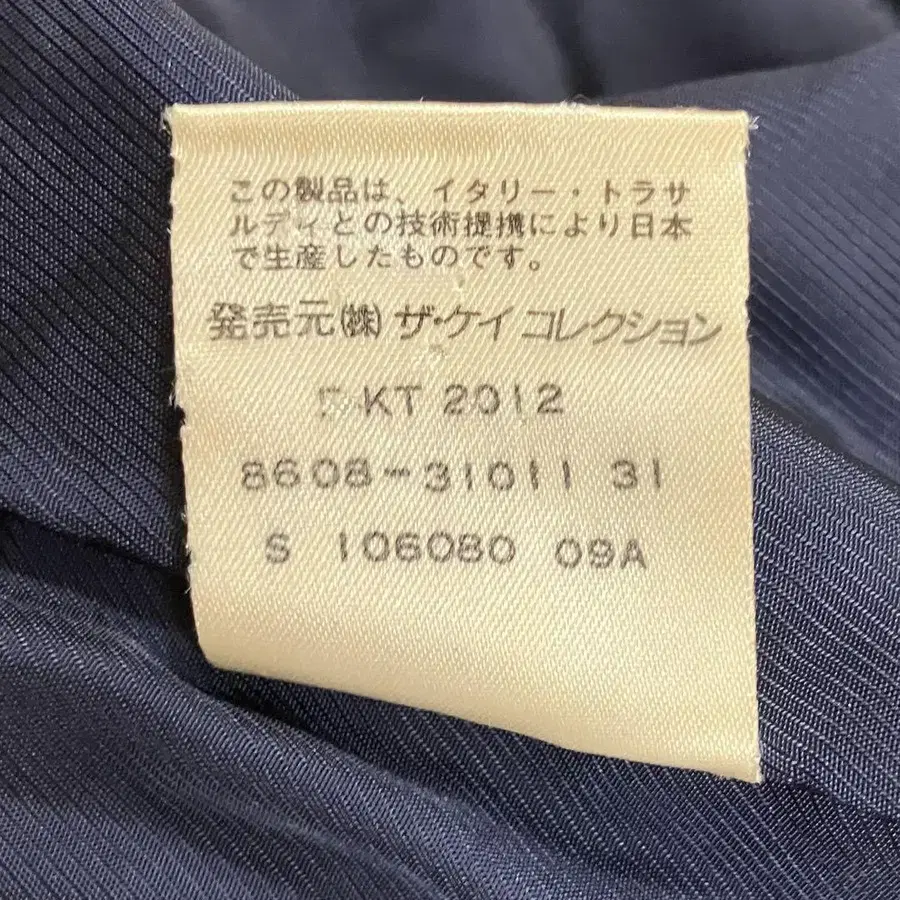 この製品は、イタリー・トラサ
ルディとの技術提携により日本
で生産したものです。
発売元(株)ザ・ケイコレクション
KT 2012
8608-31011 31
S 106080 09A